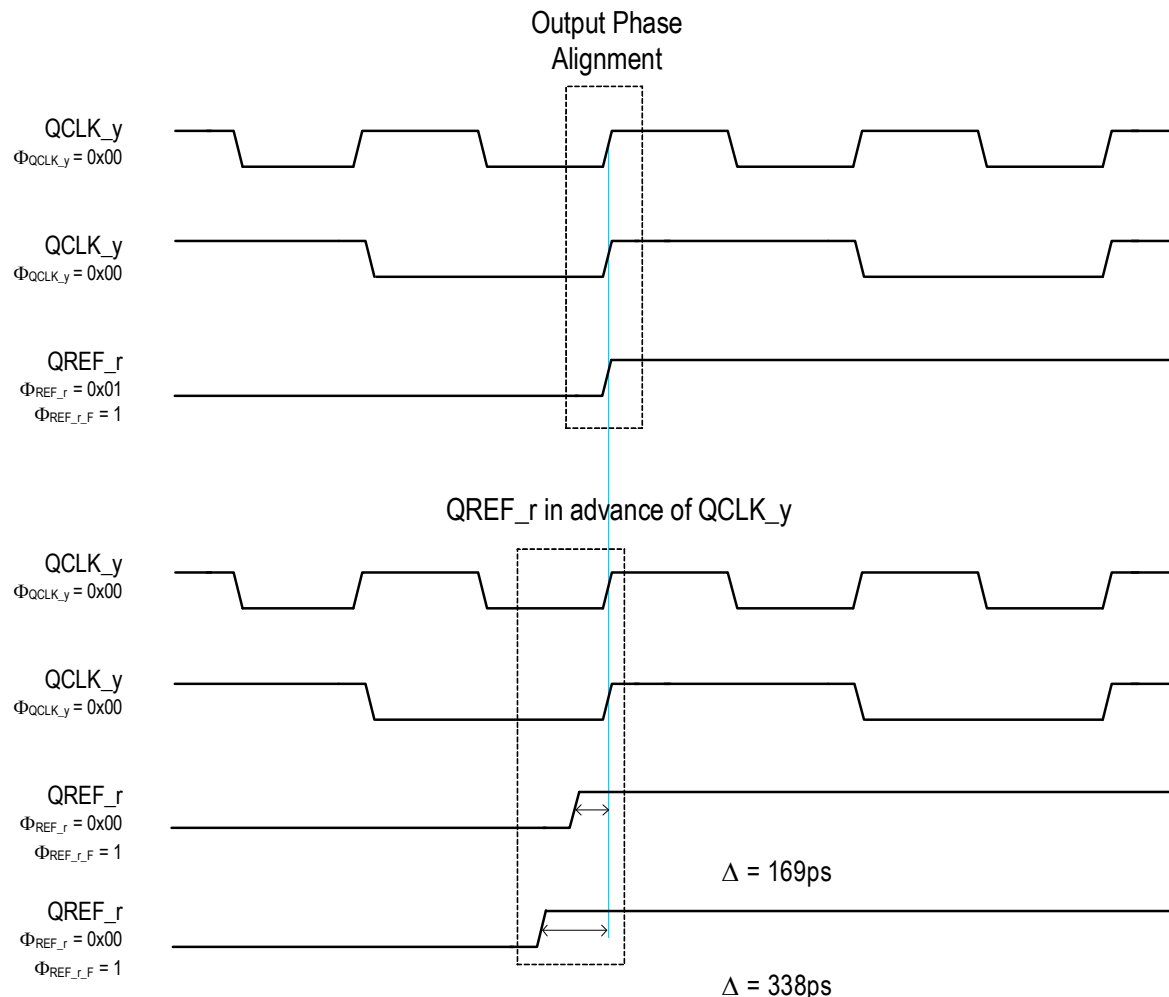 Output Phase
Alignment
QCLK_y
ΦQCLK_y = 0x00
QCLK_y
ΦQCLK_y = 0x00
QREF_r
ΦREF_r = 0x01
ΦREF_r_F = 1
QREF_r in advance of QCLK_y
QCLK_y
ΦQCLK_y = 0x00
QCLK_y
ΦQCLK_y = 0x00
QREF_r
ΦREF_r = 0x00
ΦREF_r_F = 1
Δ = 169ps
QREF_r
ΦREF_r = 0x00
ΦREF_r_F = 1
Δ = 338ps